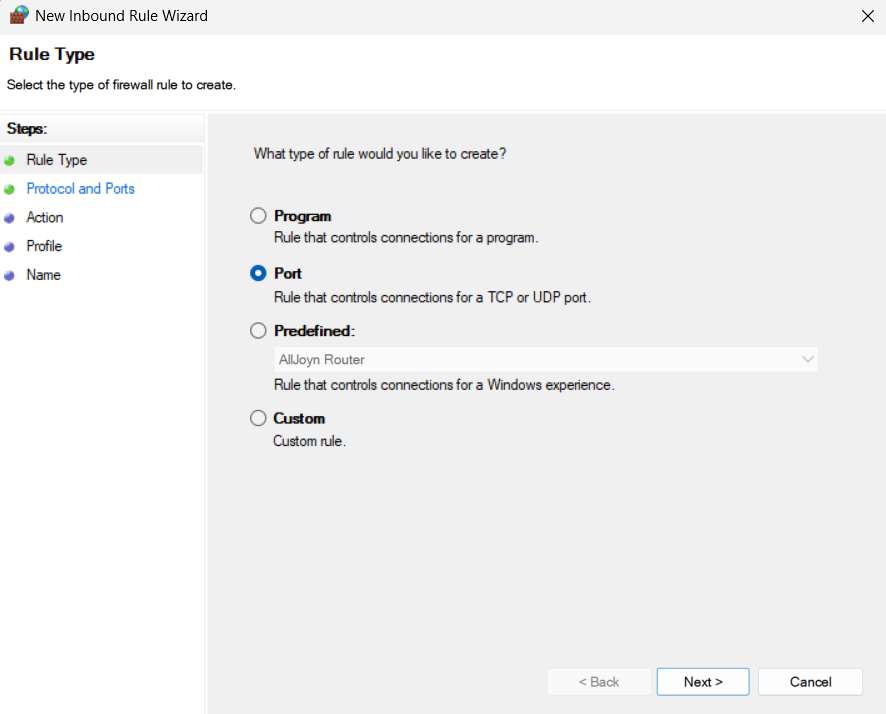 New Inbound Rule Wizard
Rule Type
Select the type of firewall rule to create.
Steps:
Rule Type
Protocol and Ports
Action
Profile
Name
What type of rule would you like to create?
Program
Rule that controls connections for a program.
Port
Rule that controls connections for a TCP or UDP port.
Predefined:
AllJoyn Router
Rule that controls connections for a Windows experience.
Custom
Custom rule.
< Back
Next >
Cancel